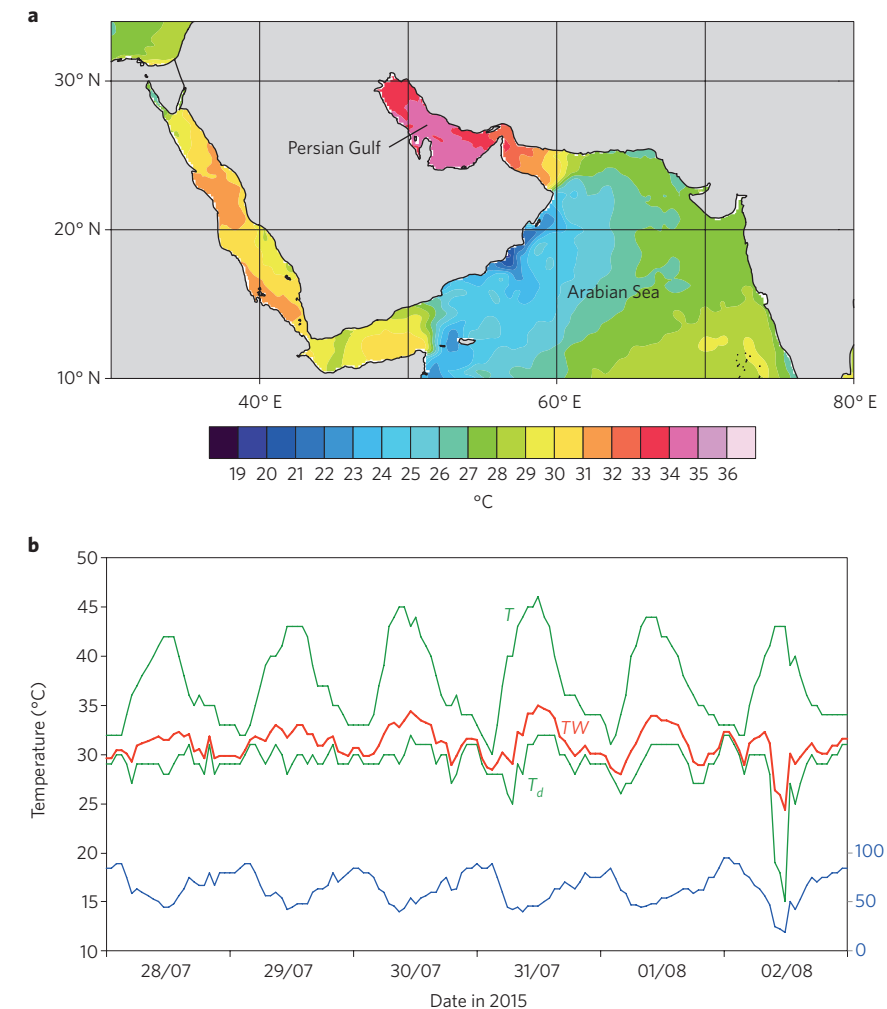 a
30° N
Persian Gulf
20° N
Arabian Sea
10° N
40° E 60° E 80° E
19 20 21 22 23 24 25 26 27 28 29 30 31 32 33 34 35 36
°C
b
50
45
T
40
35
TW
Temperature (°C)
30
Td
25
20 100
15 50
10 0
28/07 29/07 30/07 31/07 01/08 02/08
Date in 2015